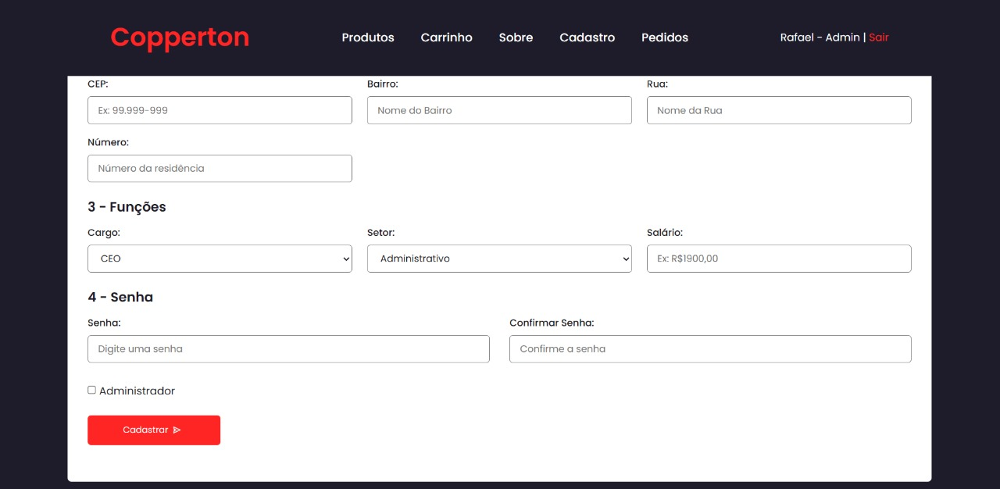 Copperton
Produtos Carrinho Sobre Cadastro Pedidos
Rafael - Admin | Sair
CEP: Bairro: Rua:
Ex: 99.999-999 Nome do Bairro Nome da Rua
Número:
Número da residência
3 - Funções
Cargo: Setor: Salário:
CEO Administrativo Ex: R$1900,00
4 - Senha
Senha: Confirmar Senha:
Digite uma senha Confirme a senha
Administrador
Cadastrar